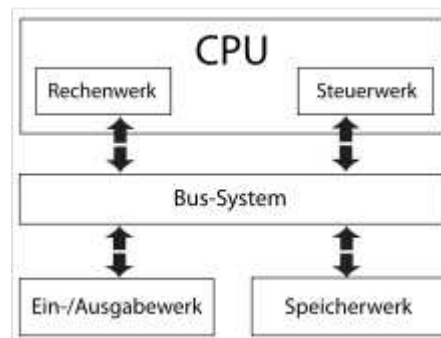 CPU
Rechenwerk
Steuerwerk
Bus-System
Ein-/Ausgabewerk
Speicherwerk